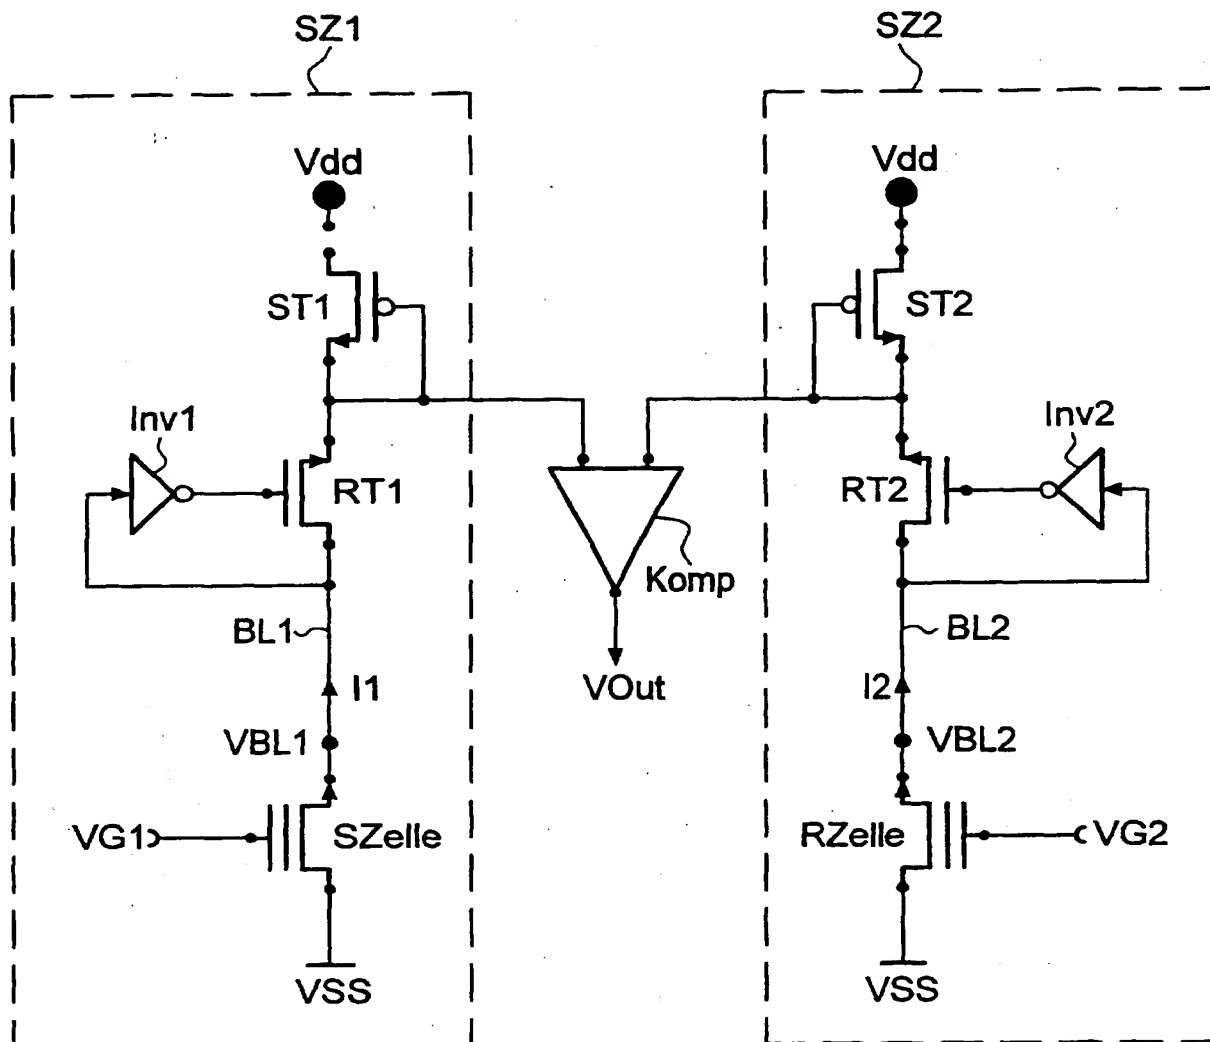 SZ1
SZ2
Vdd
Vdd
ST1
ST2
Inv1
Inv2
RT1
RT2
Komp
BL1
BL2
I1
VOut
I2
VBL1
VBL2
VG1
SZelle
RZelle
VG2
VSS
VSS